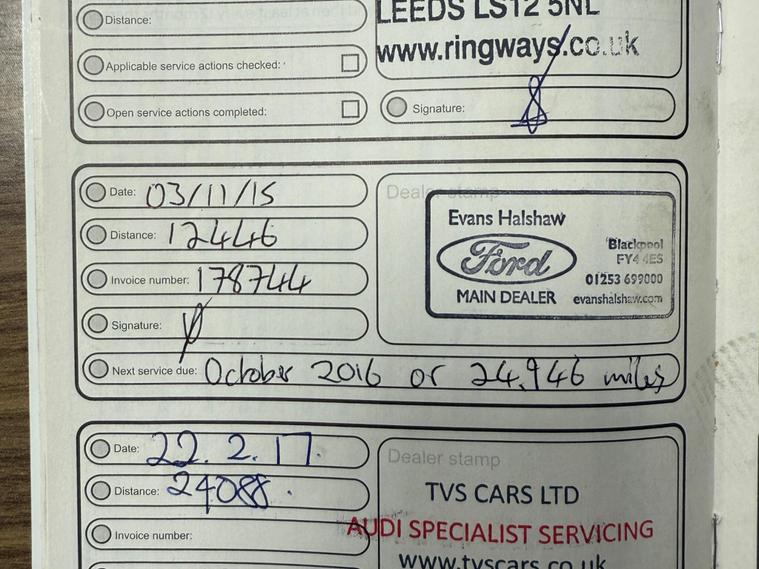 LEEDS LS12 5NL
Distance:
www.ringways.co.uk
Applicable service actions checked:
Open service actions completed:
Signature:
Date: 03/11/15
Dealer stamp
Distance: 12446
Invoice number: 178744
Signature:
Evans Halshaw
Ford
MAIN DEALER
Blackpool
FY4 4ES
01253 699000
evanshalshaw.com
Next service due: October 2016 or 24,946 miles
Date: 22.2.17.
Dealer stamp
Distance: 24088.
TVS CARS LTD
Invoice number:
AUDI SPECIALIST SERVICING
www.tvscars.co.uk